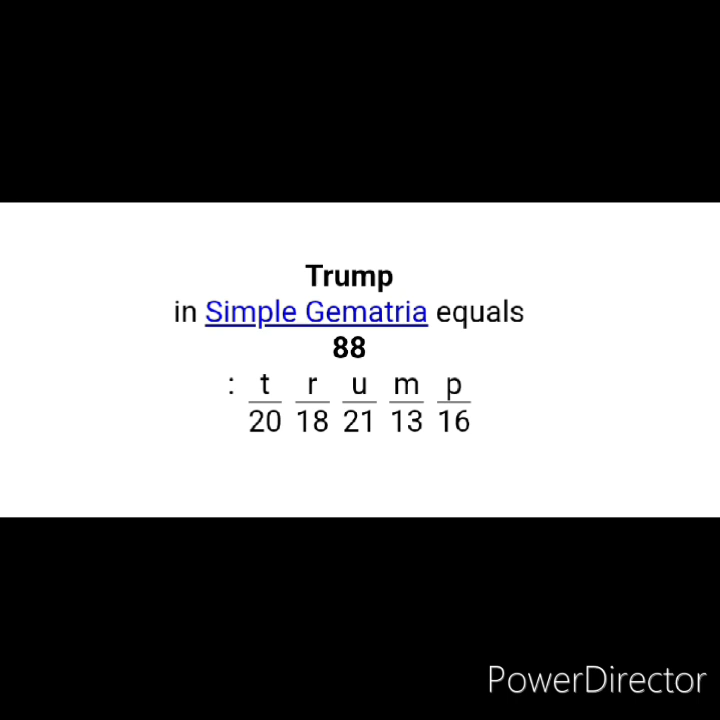 Trump
in Simple Gematria equals
88
: t r u m p
20 18 21 13 16
PowerDirector